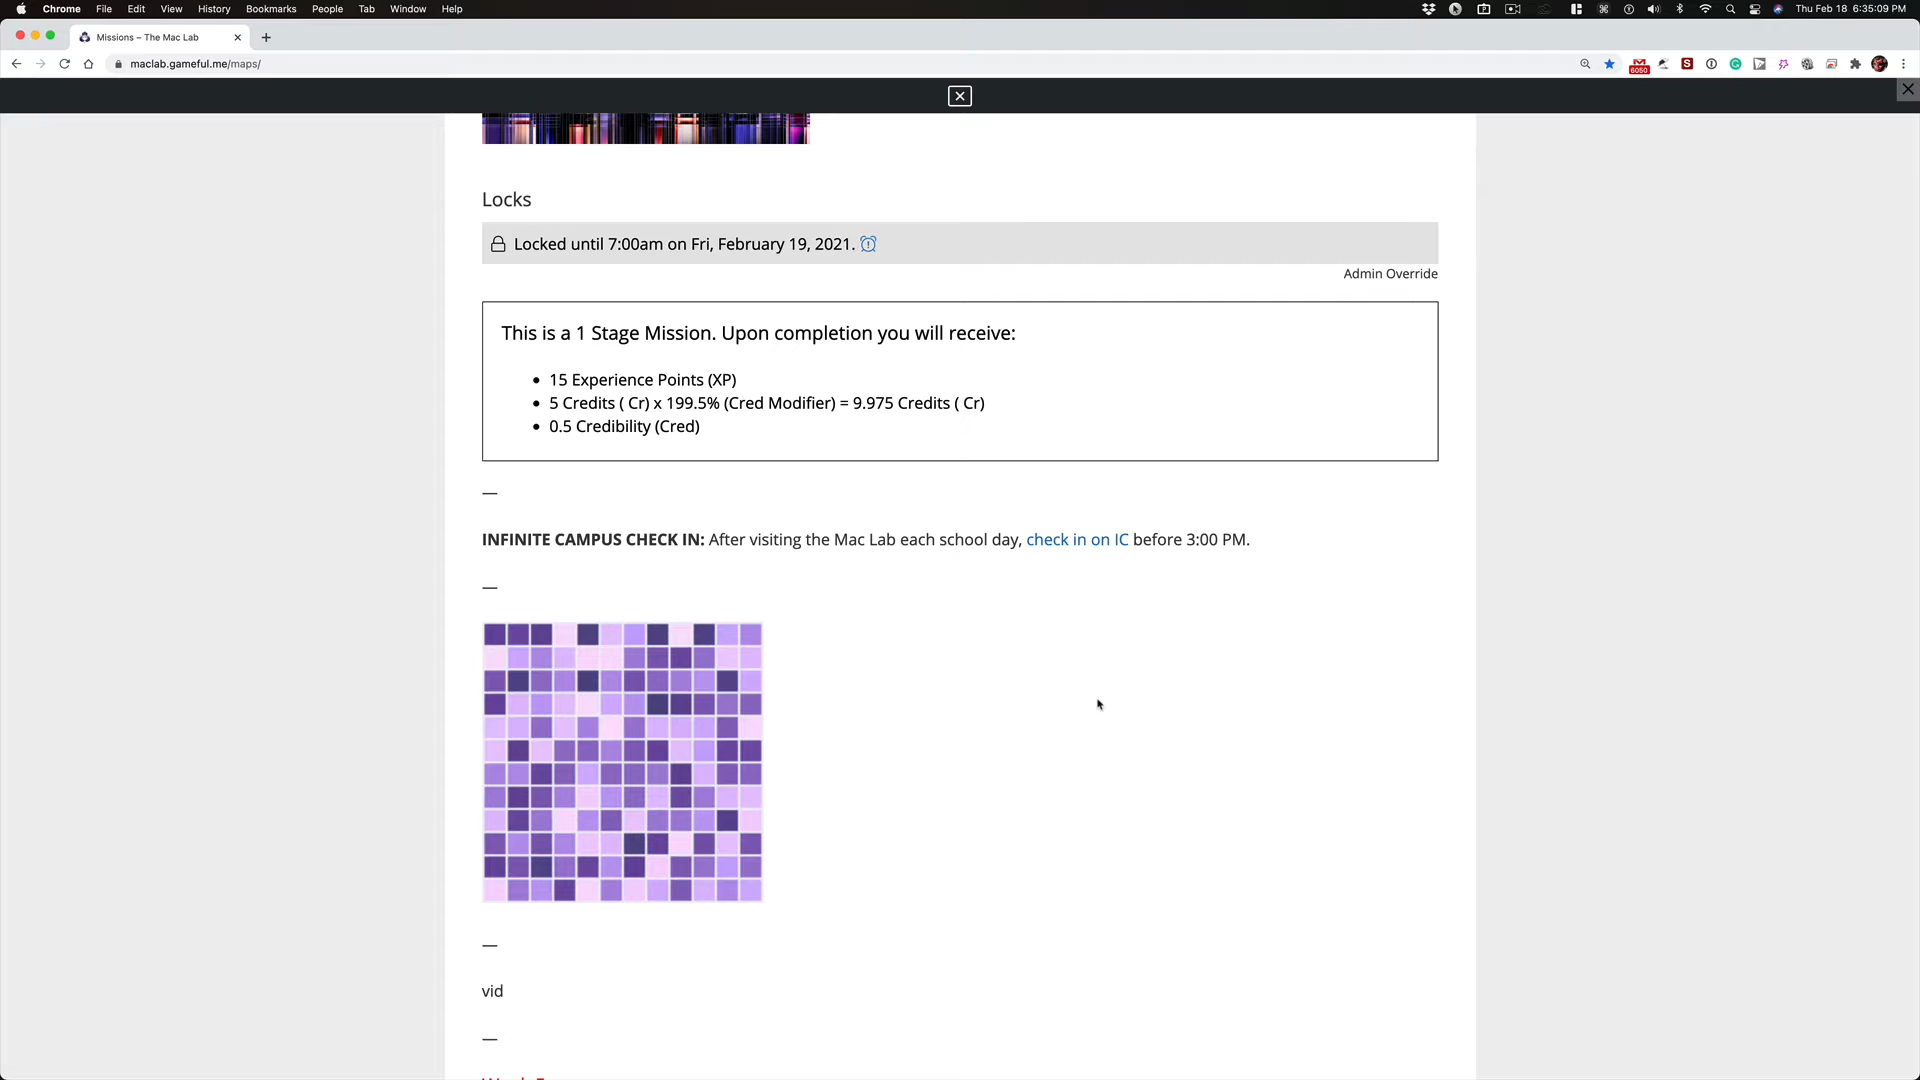 Chrome File Edit View History Bookmarks People Tab Window Help Thu Feb 18 6:35:09 PM
Missions – The Mac Lab
maclab.gameful.me/maps/
6050
Locks
Locked until 7:00am on Fri, February 19, 2021.
Admin Override
This is a 1 Stage Mission. Upon completion you will receive:
• 15 Experience Points (XP)
• 5 Credits ( Cr) x 199.5% (Cred Modifier) = 9.975 Credits ( Cr)
• 0.5 Credibility (Cred)
—
INFINITE CAMPUS CHECK IN: After visiting the Mac Lab each school day, check in on IC before 3:00 PM.
—
—
vid
—